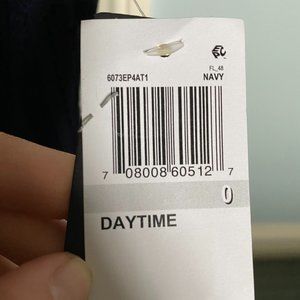 FL_48
6073EP4AT1 NAVY
7 08008 60512 7
0
DAYTIME